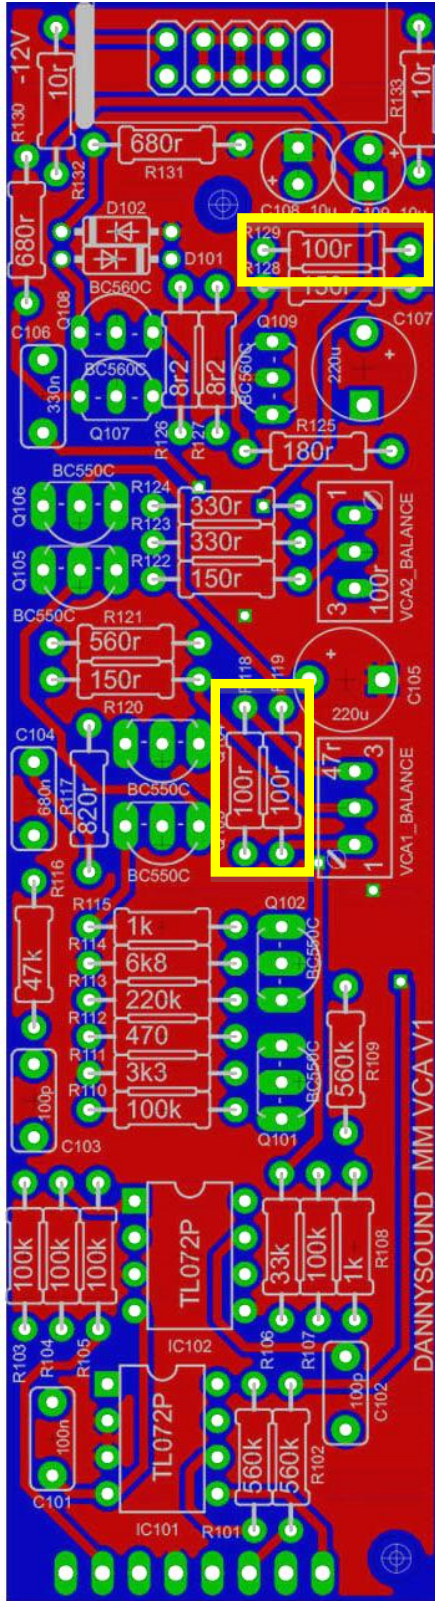 -12V
10r
R130
R133
10r
R132
680r
R131
C108 10u
C109 10u
680r
D102
D101
R129
100r
R128
150r
C107
220u
Q108
BC560C
C106
330n
BC560C
Q107
8r2
8r2
R126
R127
Q109
BC560C
R125
180r
BC550C
Q106
R124
330r
R123
330r
R122
150r
Q105
BC550C
1
3
100r
VCA2_BALANCE
R121
560r
150r
R120
R118
R119
C105
220u
C104
680n
R117
820r
BC550C
BC550C
100r
100r
47r
3
1
VCA1_BALANCE
R116
47k
R115
1k
R114
6k8
R113
220k
R112
470
R111
3k3
R110
100k
Q102
BC550C
BC550C
Q101
100p
C103
560k
R109
100k
100k
100k
R103
R104
R105
TL072P
IC102
33k
100k
1k
R108
R106
R107
DANNYSOUND MM VCA V1
100n
C101
TL072P
IC101
560k
560k
R102
R101
100p
C102